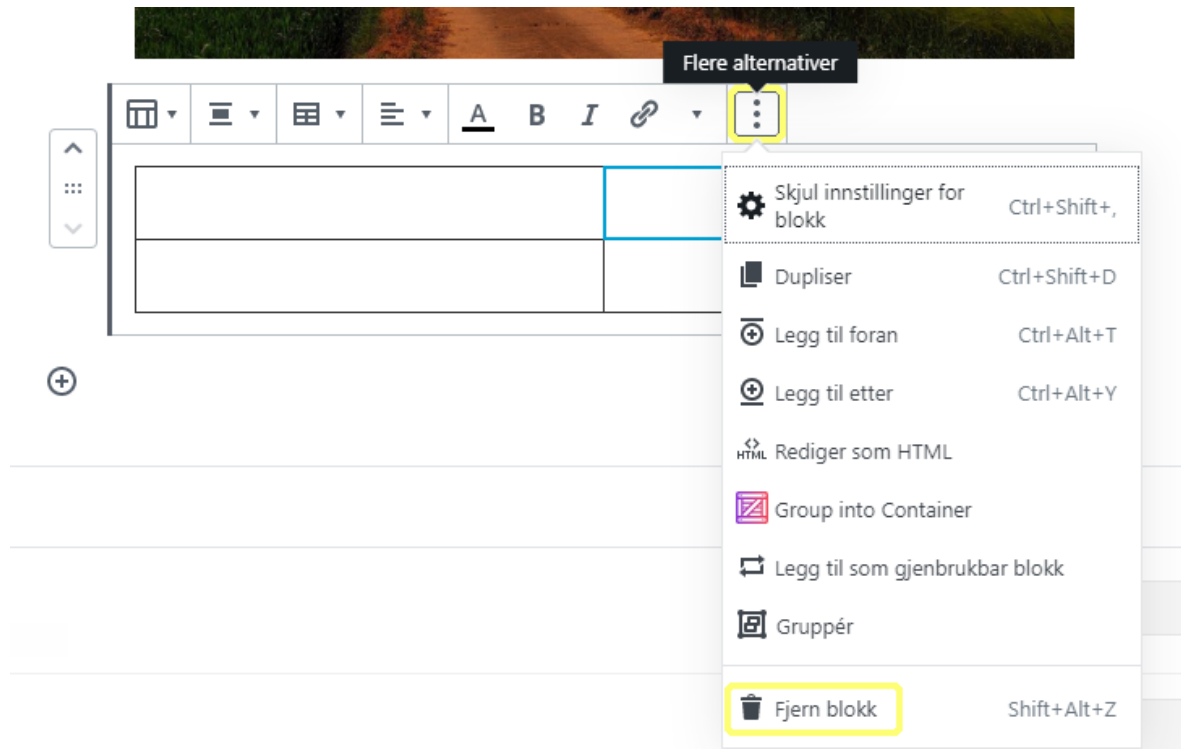 Flere alternativer
A B I
Skjul innstillinger for
blokk Ctrl+Shift+,
Dupliser Ctrl+Shift+D
Legg til foran Ctrl+Alt+T
Legg til etter Ctrl+Alt+Y
HTML Rediger som HTML
Group into Container
Legg til som gjenbrukbar blokk
Gruppér
Fjern blokk Shift+Alt+Z